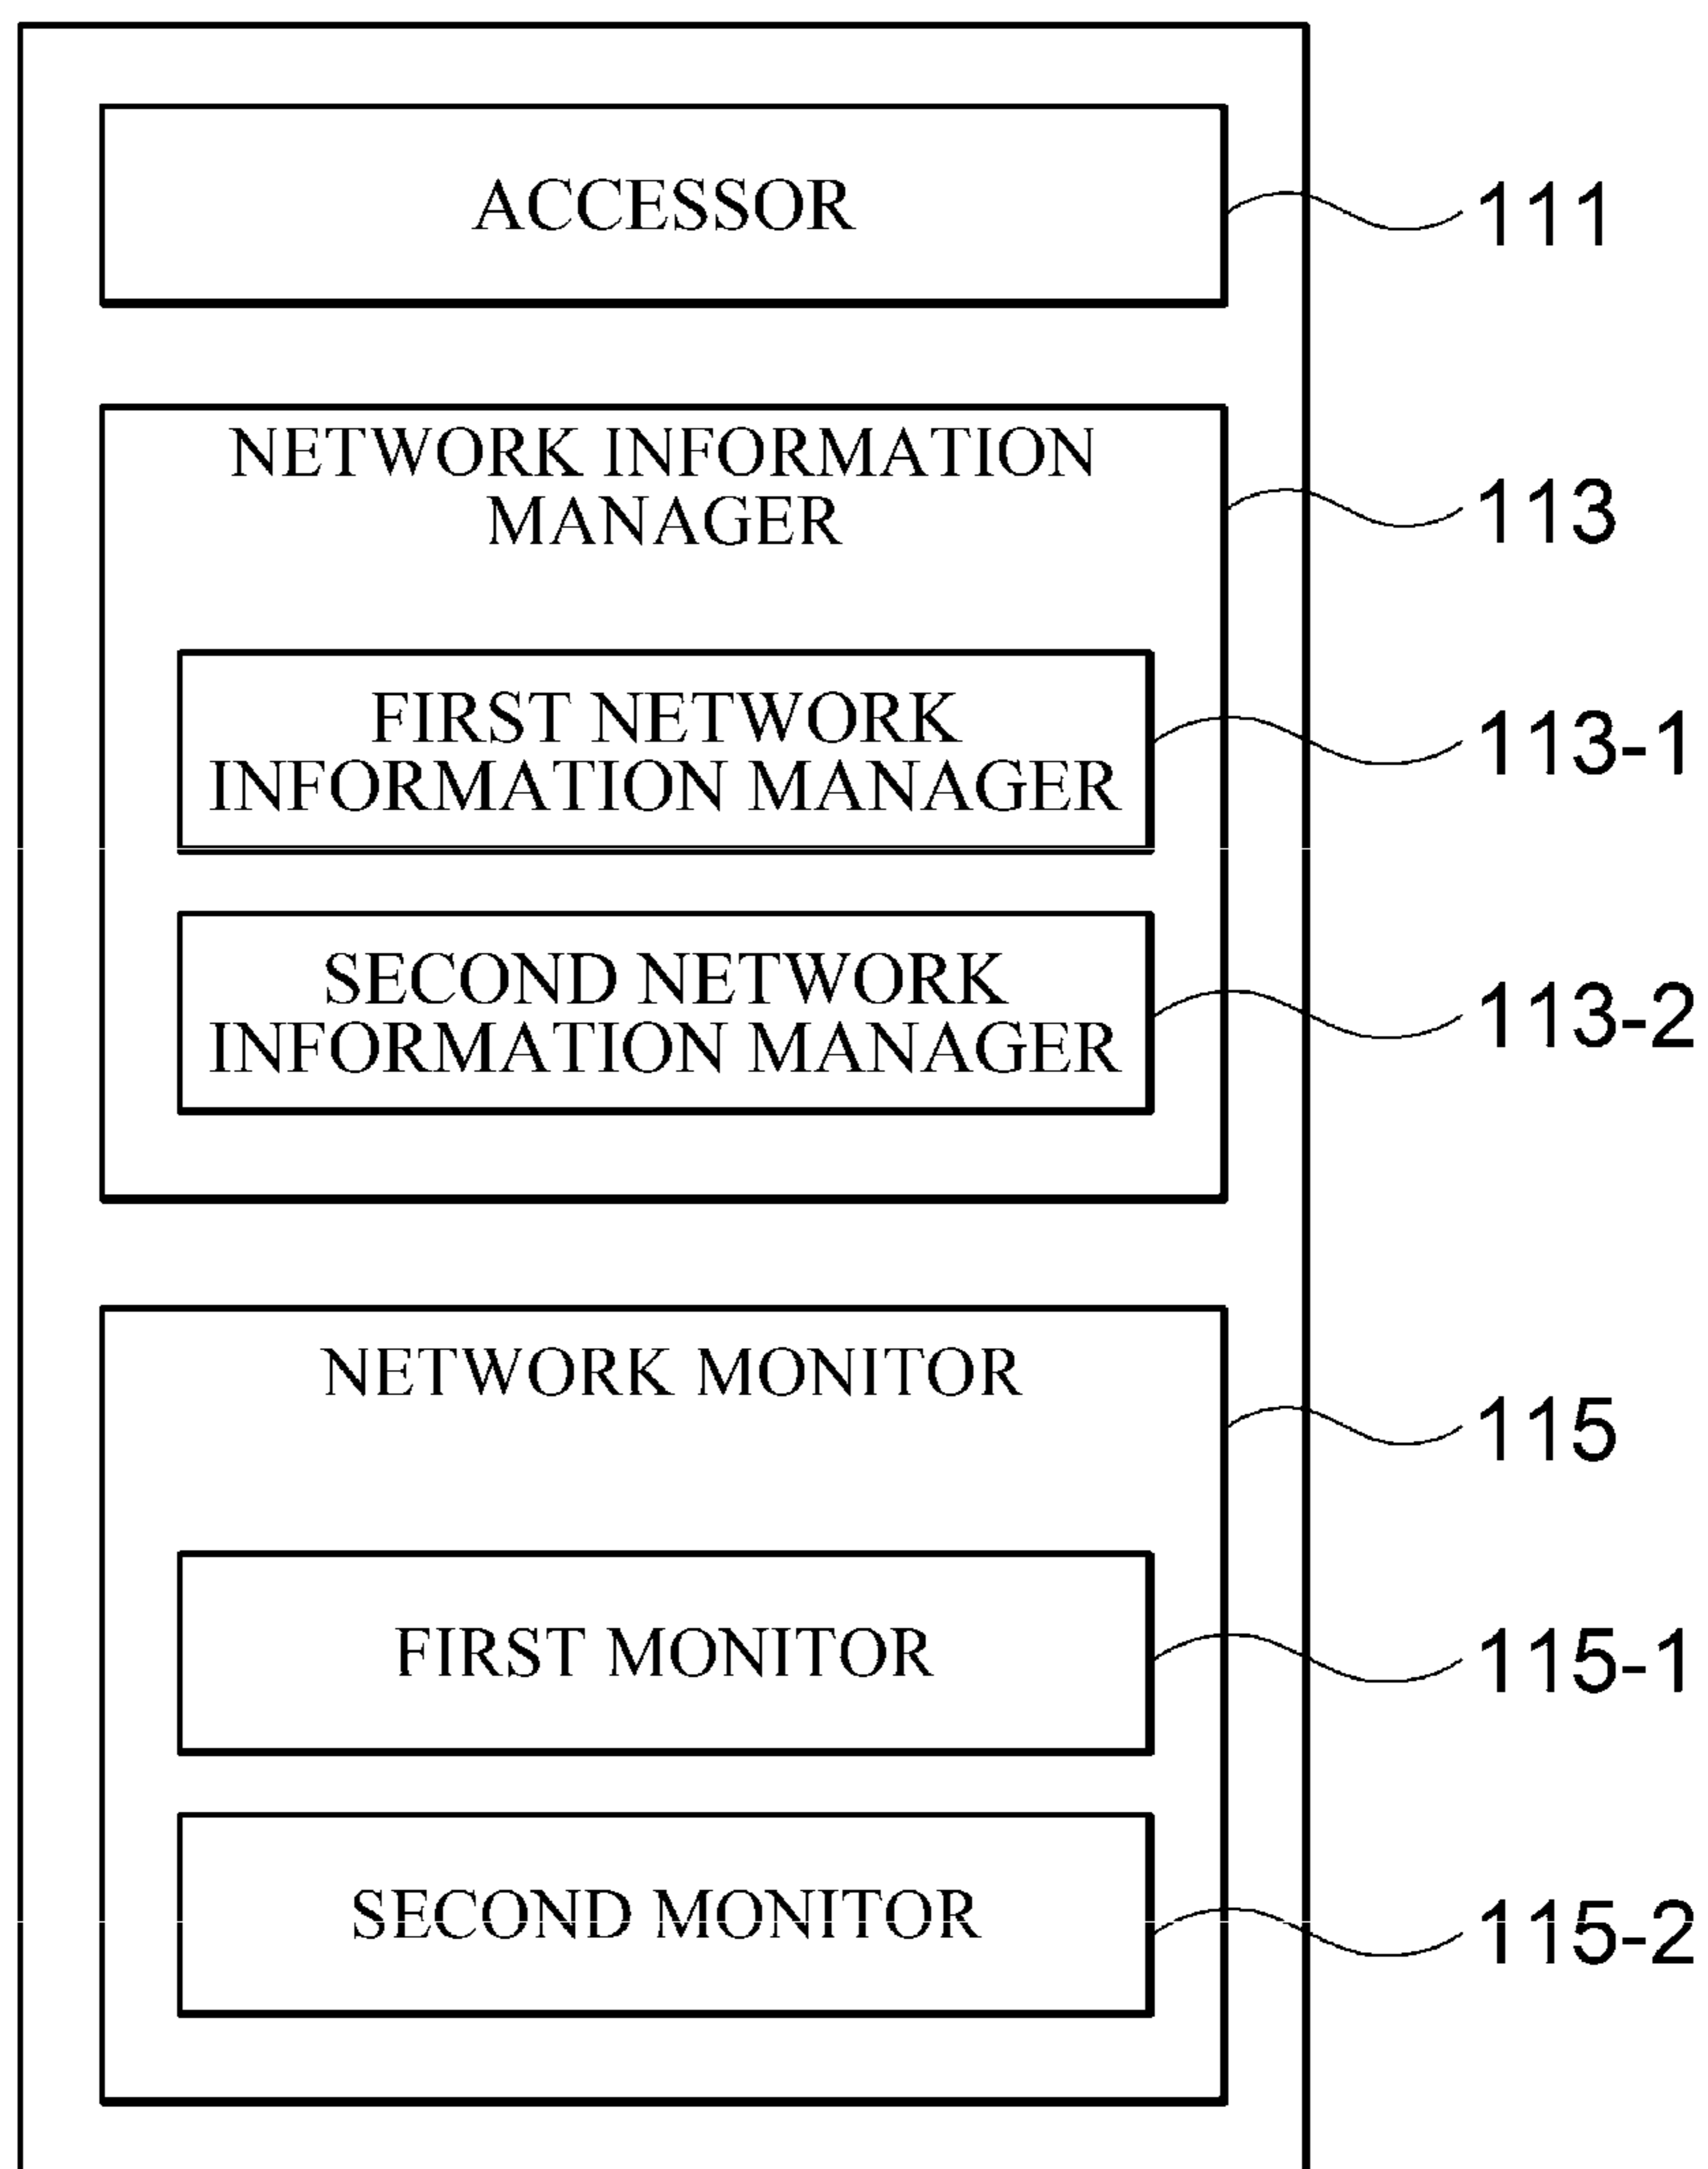 ACCESSOR
111
NETWORK INFORMATION
MANAGER
113
FIRST NETWORK
INFORMATION MANAGER
113-1
SECOND NETWORK
INFORMATION MANAGER
113-2
NETWORK MONITOR
115
FIRST MONITOR
115-1
SECOND MONITOR
115-2